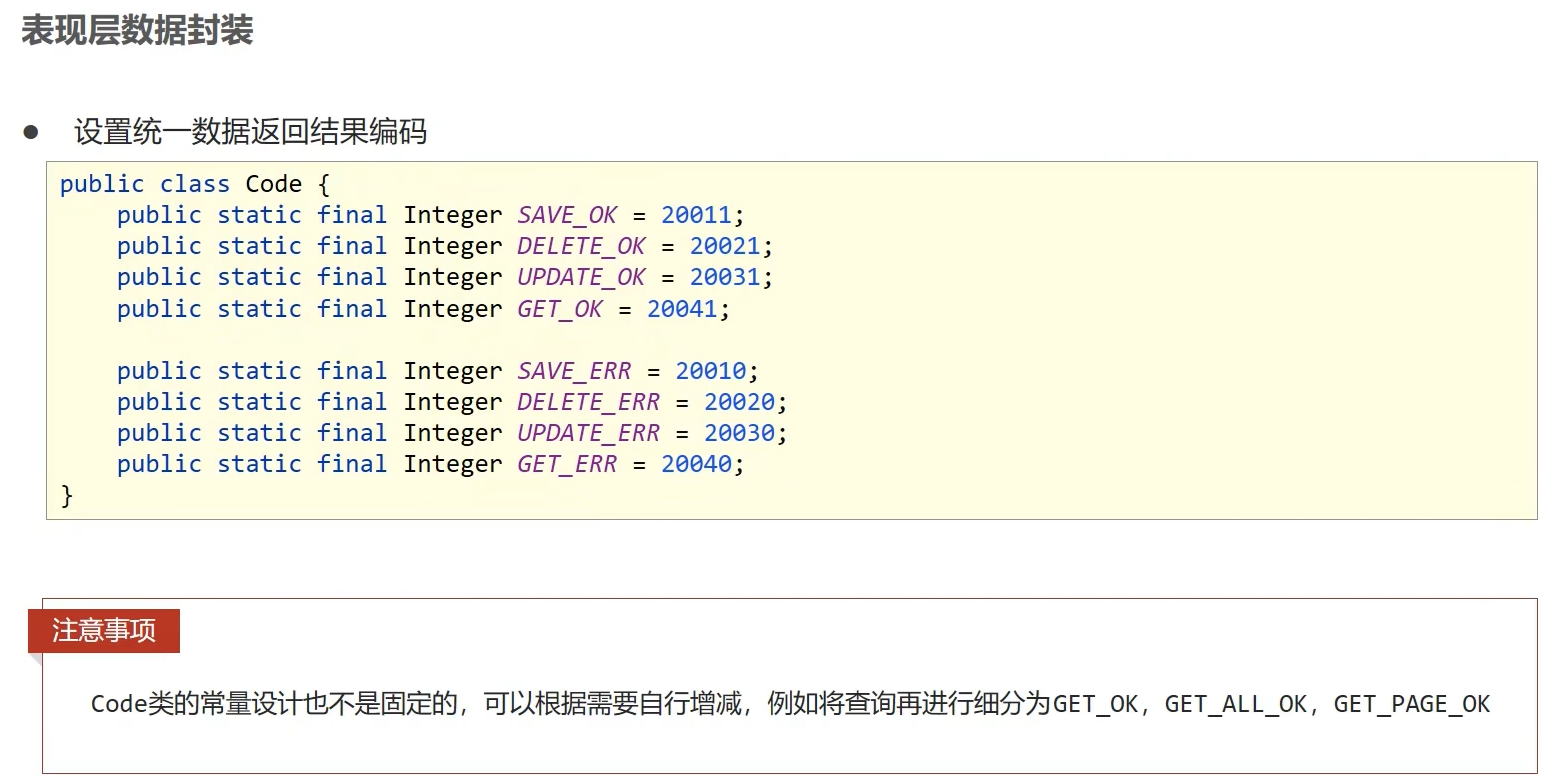 表现层数据封装
● 设置统一数据返回结果编码
public class Code {
    public static final Integer SAVE_OK = 20011;
    public static final Integer DELETE_OK = 20021;
    public static final Integer UPDATE_OK = 20031;
    public static final Integer GET_OK = 20041;

    public static final Integer SAVE_ERR = 20010;
    public static final Integer DELETE_ERR = 20020;
    public static final Integer UPDATE_ERR = 20030;
    public static final Integer GET_ERR = 20040;
}
注意事项
Code类的常量设计也不是固定的，可以根据需要自行增减，例如将查询再进行细分为GET_OK，GET_ALL_OK，GET_PAGE_OK